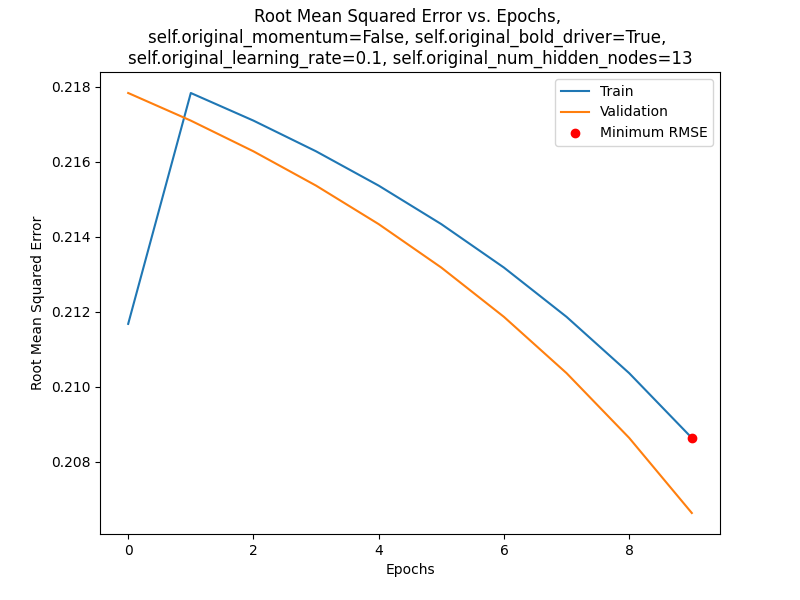 Root Mean Squared Error vs. Epochs,
self.original_momentum=False, self.original_bold_driver=True,
self.original_learning_rate=0.1, self.original_num_hidden_nodes=13
Train
Validation
Minimum RMSE
0.218
0.216
0.214
0.212
0.210
0.208
Root Mean Squared Error
0 2 4 6 8
Epochs